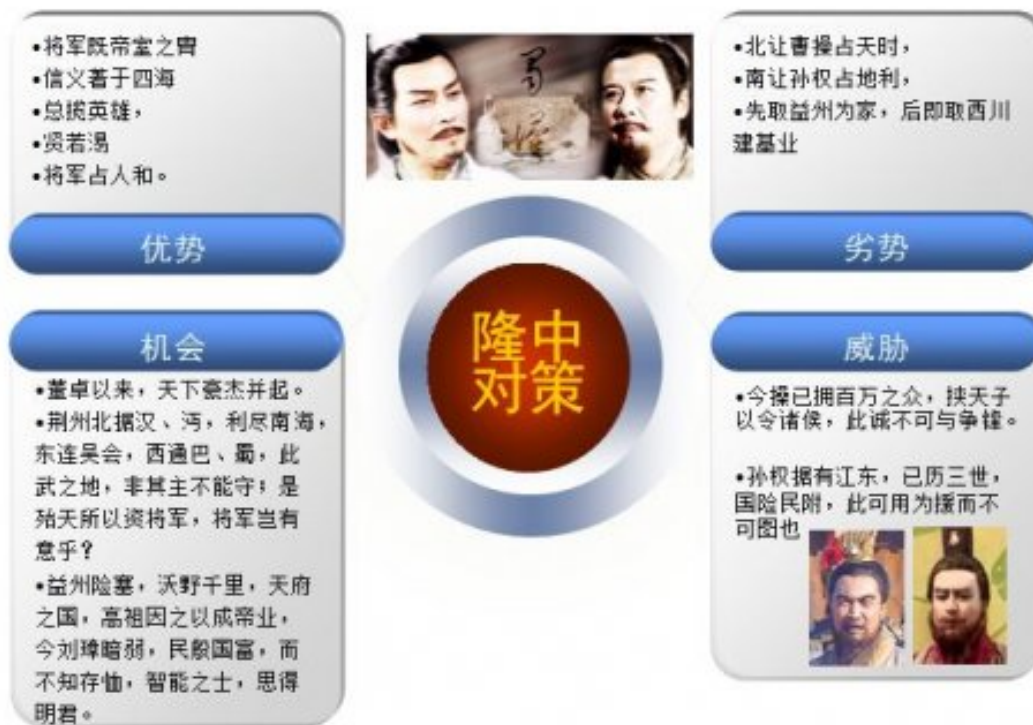 •将军既帝室之胄
•信义著于四海
•总揽英雄，
•贤若渴
•将军占人和。
优势
蜀
•北让曹操占天时，
•南让孙权占地利，
•先取益州为家，后即取西川
建基业
劣势
隆中
对策
机会
•董卓以来，天下豪杰并起。
•荆州北据汉、沔，利尽南海，
东连吴会，西通巴、蜀，此
武之地，非其主不能守；是
殆天所以资将军，将军岂有
意乎？
•益州险塞，沃野千里，天府
之国，高祖因之以成帝业，
今刘璋暗弱，民殷国富，而
不知存恤，智能之士，思得
明君。
威胁
•今操已拥百万之众，挟天子
以令诸侯，此诚不可与争锋。
•孙权据有江东，已历三世，
国险民附，此可用为援而不
可图也